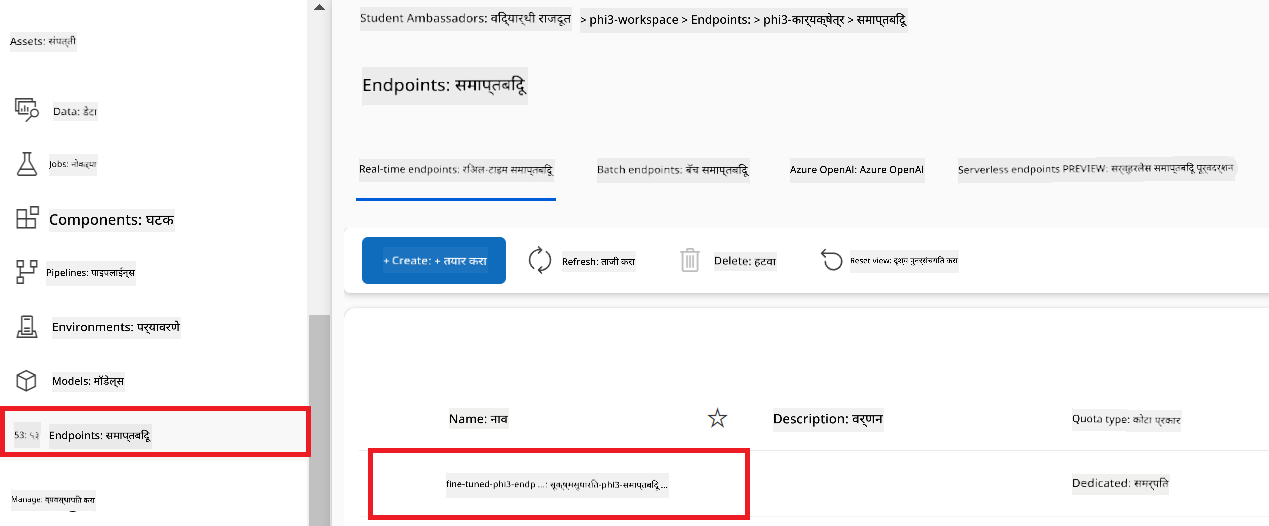 Assets: संपत्ती
Data: डेटा
Jobs: नोकऱ्या
Components: घटक
Pipelines: पाइपलाईन्स
Environments: पर्यावरणे
Models: मॉडेल्स
53: ५३ Endpoints: समाप्तबिंदू
Manage: व्यवस्थापित करा
Student Ambassadors: विद्यार्थी राजदूत > phi3-workspace > Endpoints: > phi3-कार्यक्षेत्र > समाप्तबिंदू
Endpoints: समाप्तबिंदू
Real-time endpoints: रिअल-टाइम समाप्तबिंदू Batch endpoints: बॅच समाप्तबिंदू Azure OpenAI: Azure OpenAI Serverless endpoints PREVIEW: सर्व्हरलेस समाप्तबिंदू पूर्वदर्शन
+ Create: + तयार करा Refresh: ताजी करा Delete: हटवा Reset view: दृश्य पुनर्संचयित करा
Name: नाव Description: वर्णन Quota type: कोटा प्रकार
fine-tuned-phi3-endp ...: सूक्ष्मसुधारित-phi3-समाप्तबिंदू ... Dedicated: समर्पित